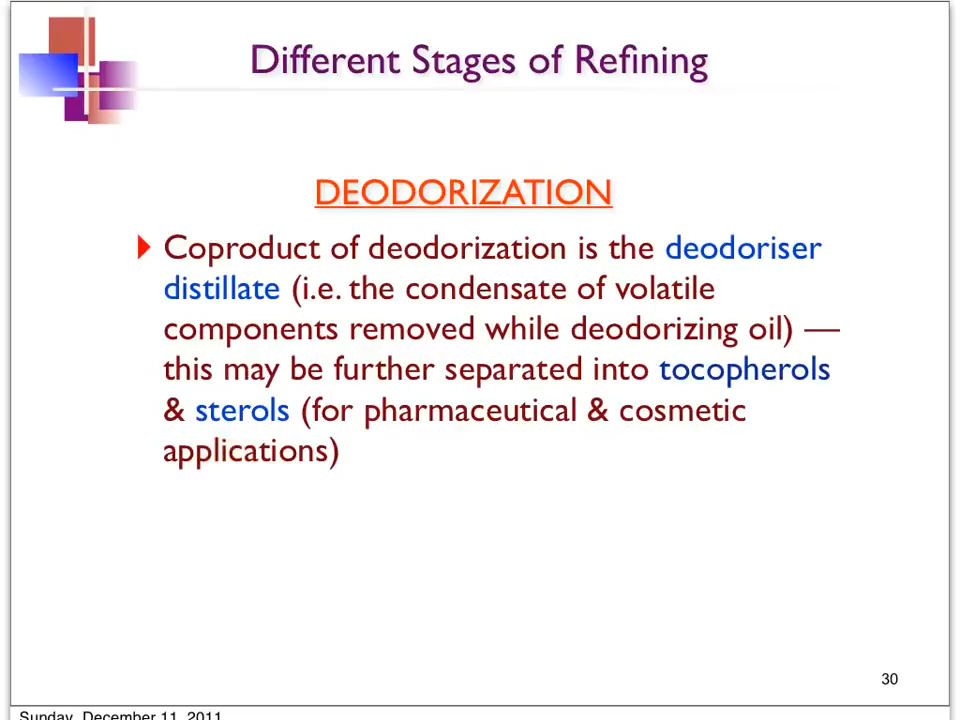 Different Stages of Refining
DEODORIZATION
Coproduct of deodorization is the deodoriser
distillate (i.e. the condensate of volatile
components removed while deodorizing oil) —
this may be further separated into tocopherols
& sterols (for pharmaceutical & cosmetic
applications)
30
Sunday, December 11, 2011